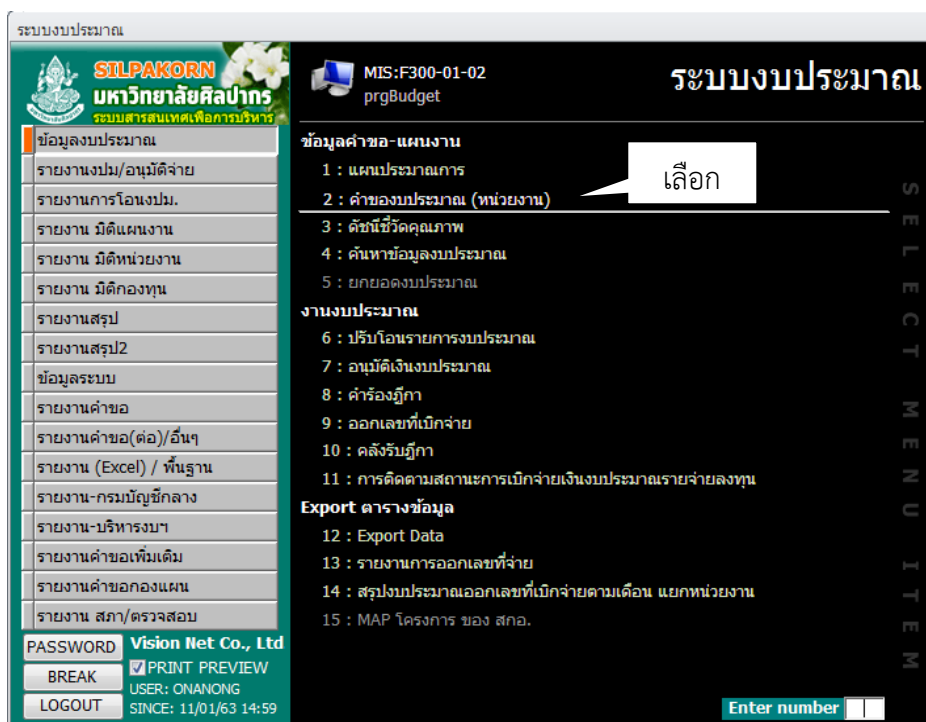 ระบบงบประมาณ
SILPAKORN
มหาวิทยาลัยศิลปากร
ระบบสารสนเทศเพื่อการบริหาร
MIS:F300-01-02
prgBudget
ระบบงบประมาณ
ข้อมูลงบประมาณ
รายงานงปม/อนุมัติจ่าย
รายงานการโอนงปม.
รายงาน มิติแผนงาน
รายงาน มิติหน่วยงาน
รายงาน มิติกองทุน
รายงานสรุป
รายงานสรุป2
ข้อมูลระบบ
รายงานคำขอ
รายงานคำขอ(ต่อ)/อื่นๆ
รายงาน (Excel) / พื้นฐาน
รายงาน-กรมบัญชีกลาง
รายงาน-บริหารงบฯ
รายงานคำขอเพิ่มเติม
รายงานคำขอกองแผน
รายงาน สภา/ตรวจสอบ
PASSWORD
BREAK
LOGOUT
Vision Net Co., Ltd
PRINT PREVIEW
USER: ONANONG
SINCE: 11/01/63 14:59
ข้อมูลคำขอ-แผนงาน
1 : แผนประมาณการ
2 : คำของบประมาณ (หน่วยงาน)
เลือก
3 : ดัชนีชี้วัดคุณภาพ
4 : ค้นหาข้อมูลงบประมาณ
5 : ยกยอดงบประมาณ
งานงบประมาณ
6 : ปรับโอนรายการงบประมาณ
7 : อนุมัติเงินงบประมาณ
8 : คำร้องฎีกา
9 : ออกเลขที่เบิกจ่าย
10 : คลังรับฎีกา
11 : การติดตามสถานะการเบิกจ่ายเงินงบประมาณรายจ่ายลงทุน
Export ตารางข้อมูล
12 : Export Data
13 : รายงานการออกเลขที่จ่าย
14 : สรุปงบประมาณออกเลขที่เบิกจ่ายตามเดือน แยกหน่วยงาน
15 : MAP โครงการ ของ สกอ.
SELECT MENU ITEM
Enter number